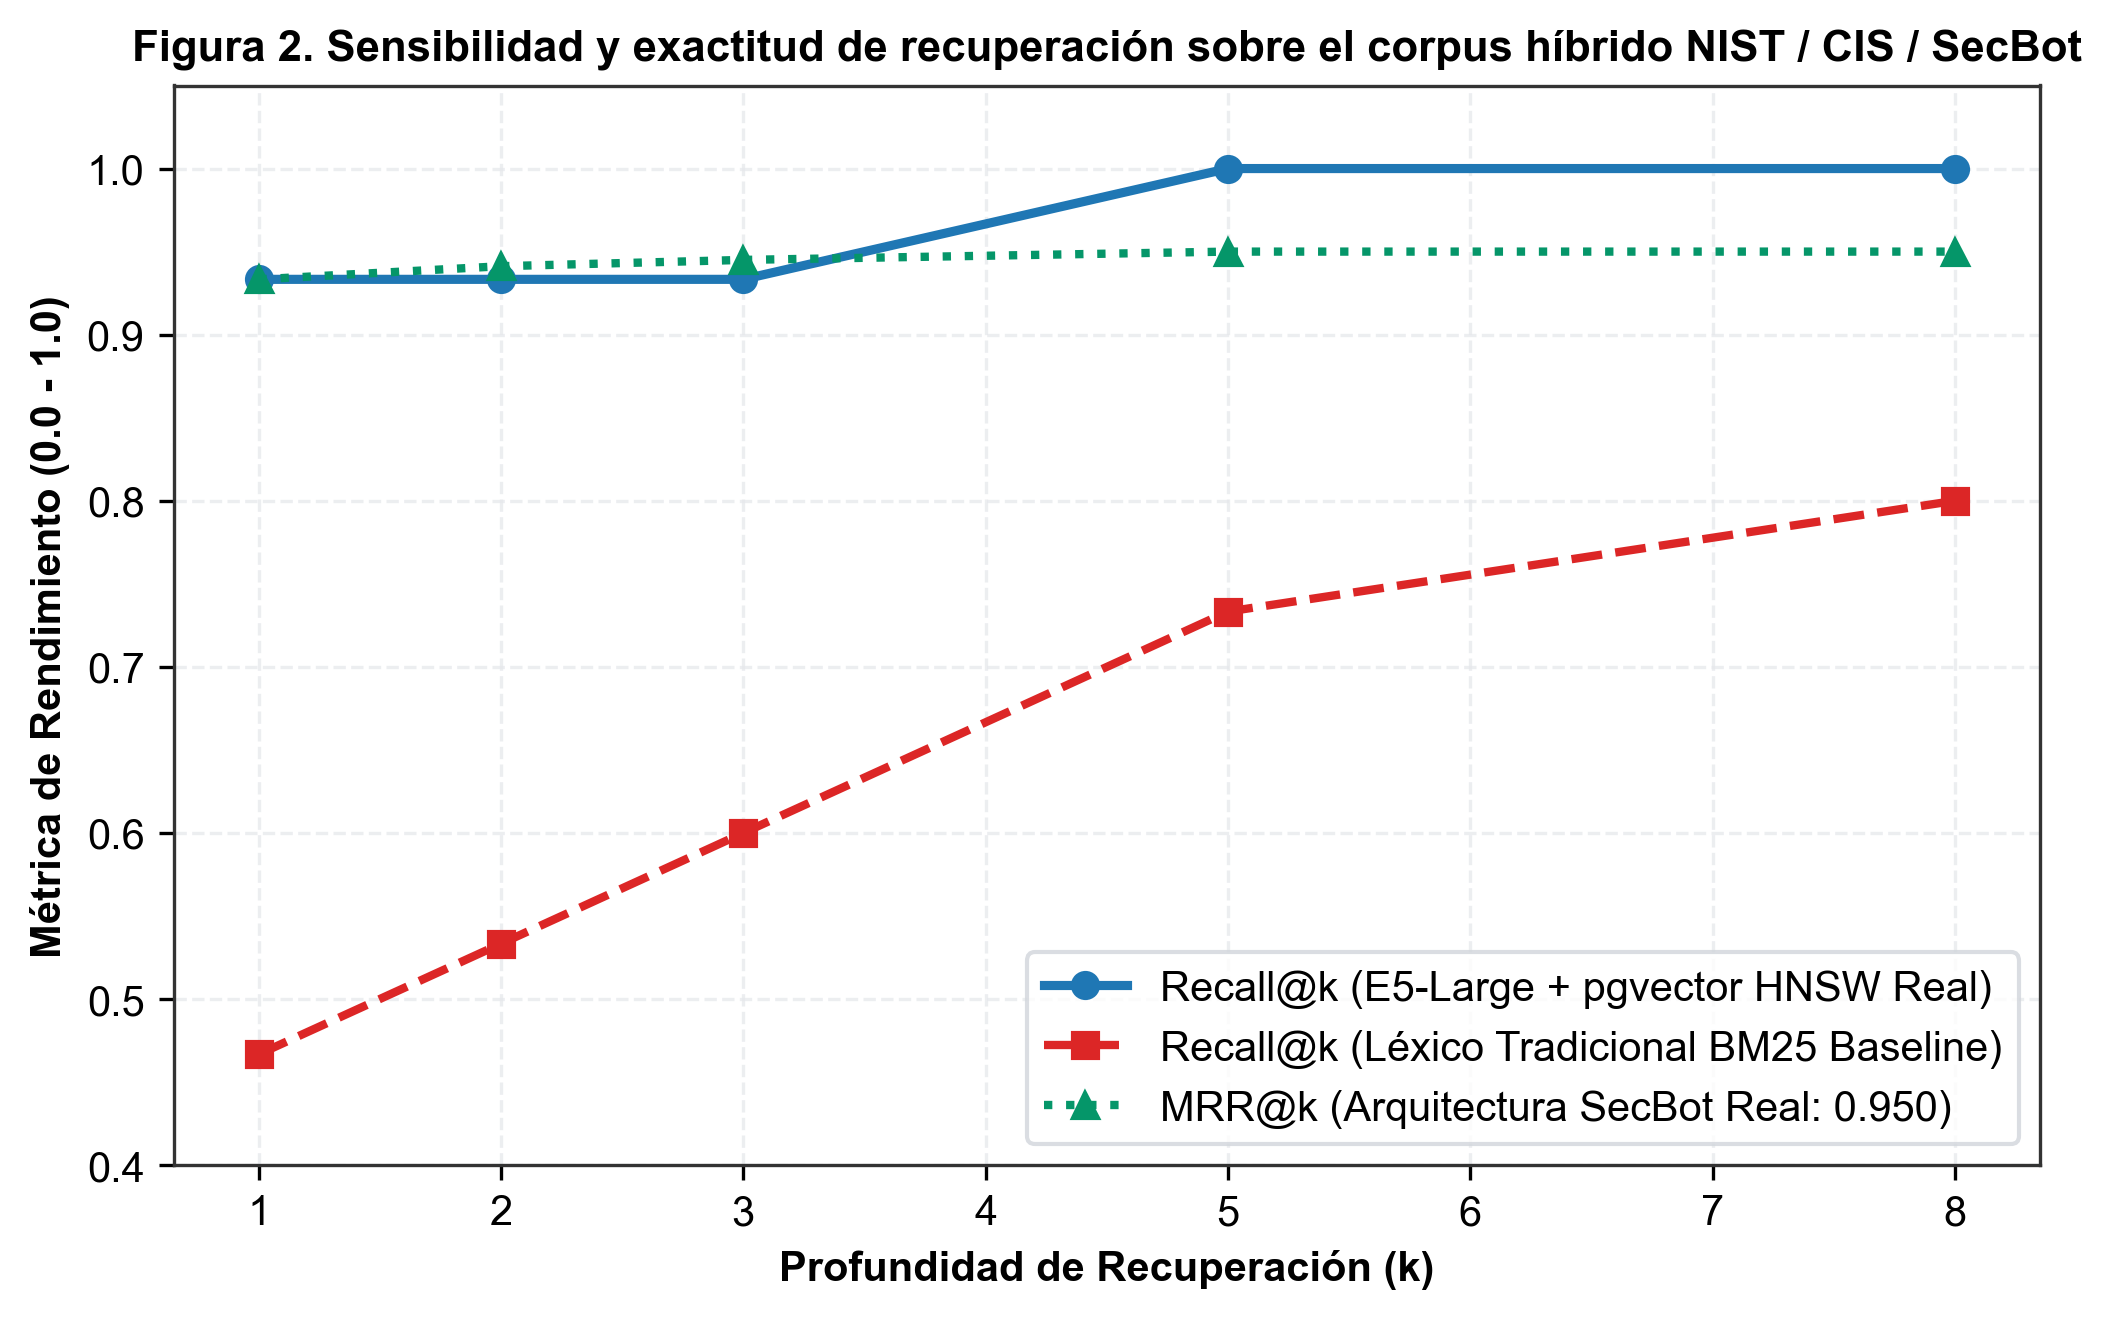 Figura 2. Sensibilidad y exactitud de recuperación sobre el corpus híbrido NIST / CIS / SecBot
Métrica de Rendimiento (0.0 - 1.0)
1.0
0.9
0.8
0.7
0.6
0.5
0.4
Recall@k (E5-Large + pgvector HNSW Real)
Recall@k (Léxico Tradicional BM25 Baseline)
MRR@k (Arquitectura SecBot Real: 0.950)
1 2 3 4 5 6 7 8
Profundidad de Recuperación (k)